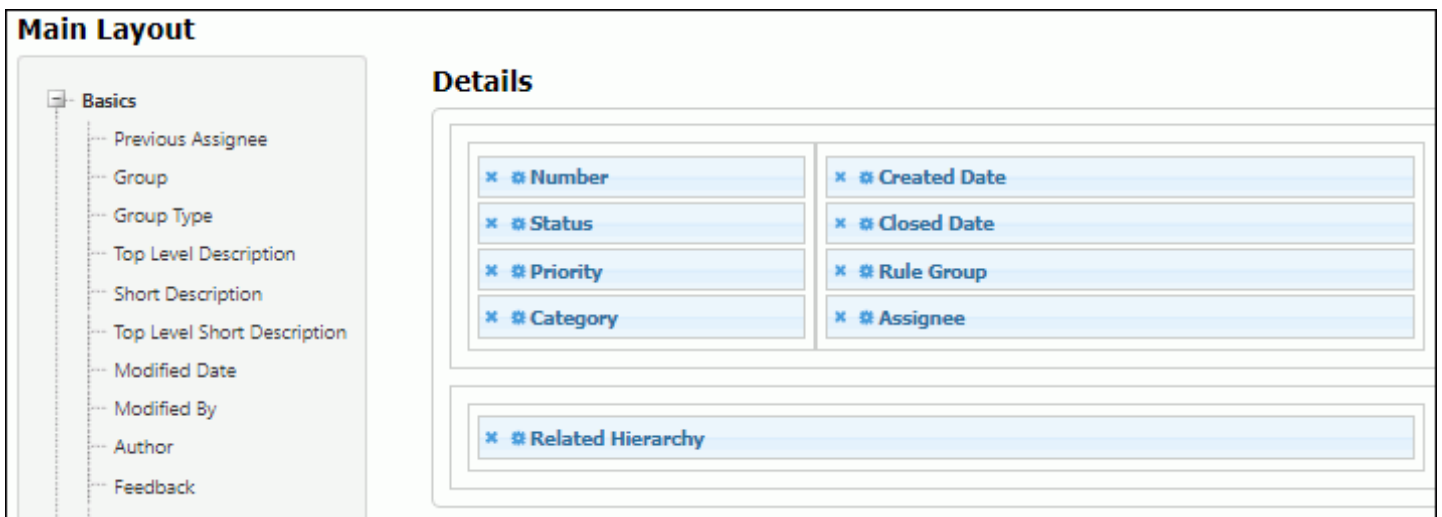 Main Layout
Basics
Previous Assignee
Group
Group Type
Top Level Description
Short Description
Top Level Short Description
Modified Date
Modified By
Author
Feedback
Details
Number
Created Date
Status
Closed Date
Priority
Rule Group
Category
Assignee
Related Hierarchy